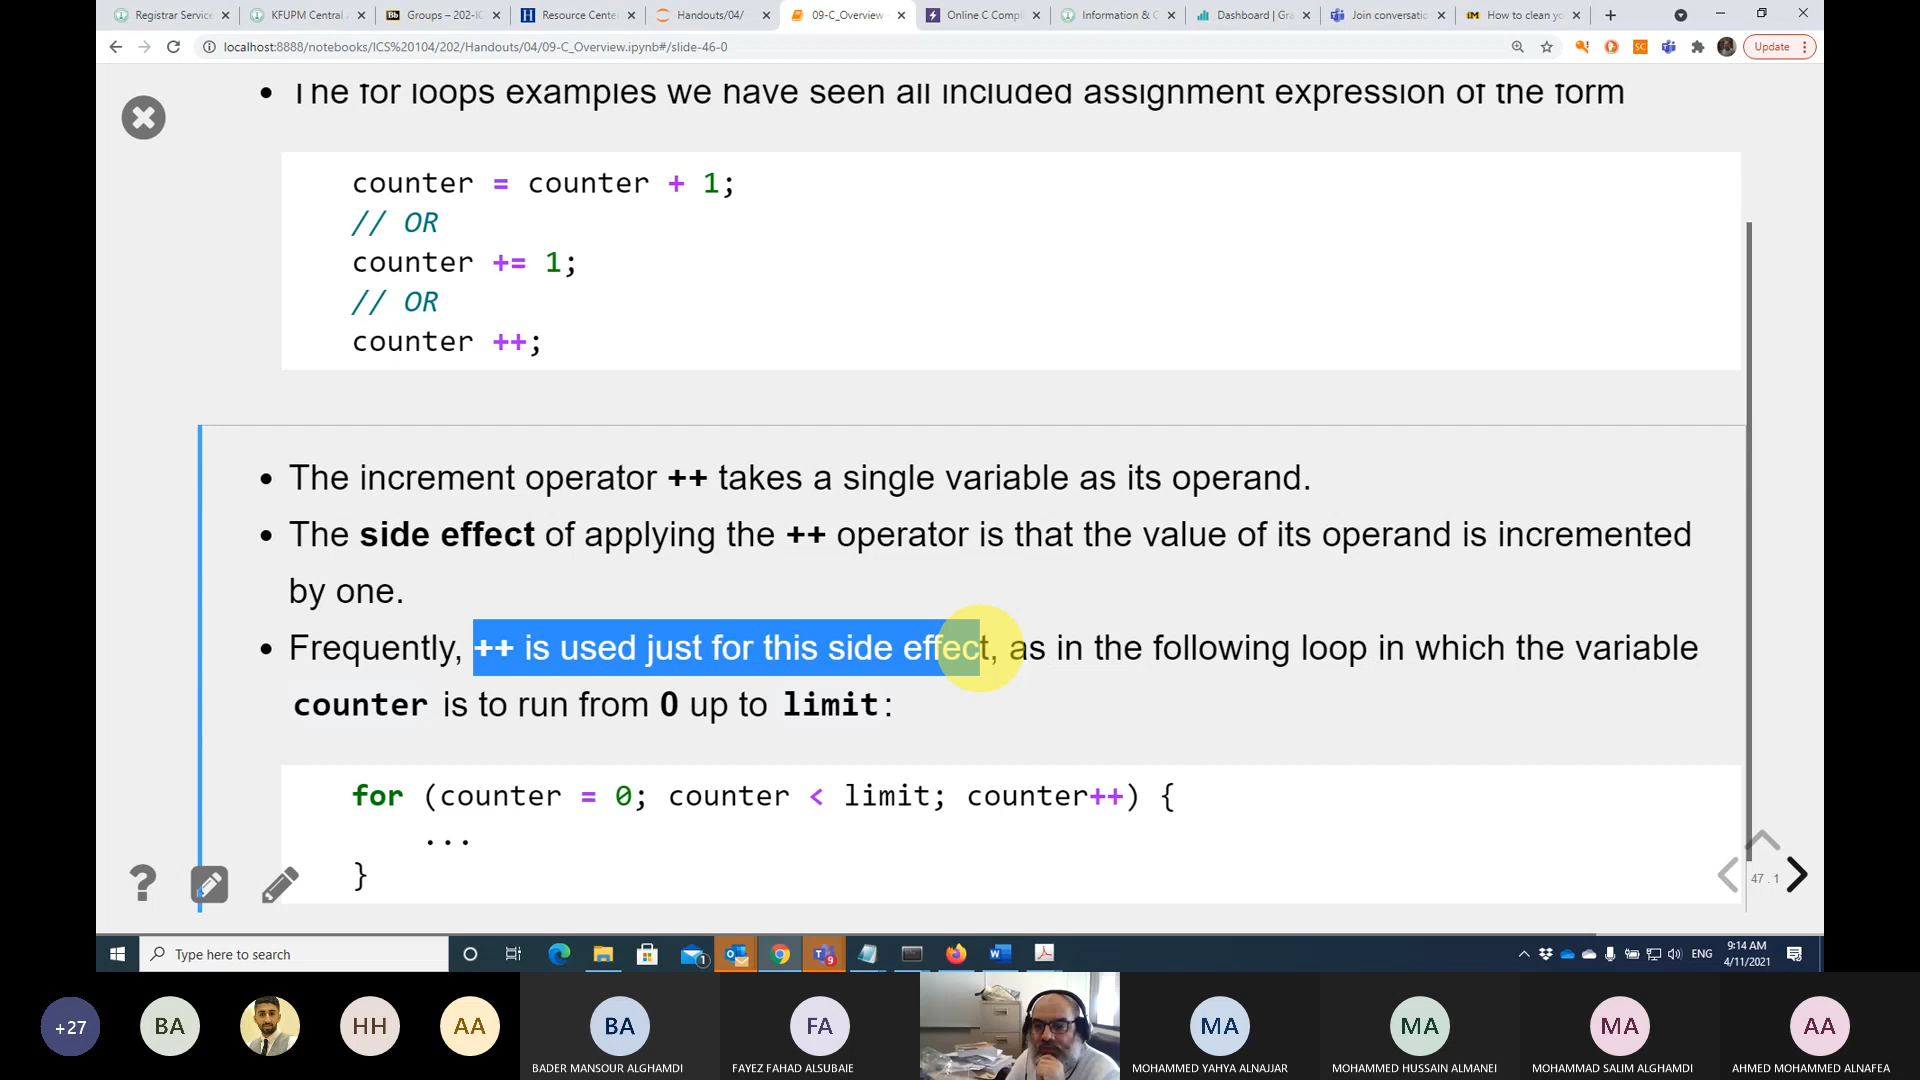 Registrar Service
KFUPM Central A
Groups – 202-IC
Resource Center
Handouts/04/
09-C_Overview
Online C Compi
Information & C
Dashboard | Gra
Join conversatio
How to clean yo
localhost:8888/notebooks/ICS%20104/202/Handouts/04/09-C_Overview.ipynb#/slide-46-0
Update
The for loops examples we have seen all included assignment expression of the form
counter = counter + 1;
// OR
counter += 1;
// OR
counter ++;
The increment operator ++ takes a single variable as its operand.
The side effect of applying the ++ operator is that the value of its operand is incremented
by one.
Frequently, ++ is used just for this side effect, as in the following loop in which the variable
counter is to run from 0 up to limit:
for (counter = 0; counter < limit; counter++) {
...
}
47.1
Type here to search
ENG
9:14 AM
4/11/2021
+27
BA
HH
AA
BA
FA
MA
MA
MA
AA
BADER MANSOUR ALGHAMDI
FAYEZ FAHAD ALSUBAIE
MOHAMMED YAHYA ALNAJJAR
MOHAMMED HUSSAIN ALMANEI
MOHAMMAD SALIM ALGHAMDI
AHMED MOHAMMED ALNAFEA